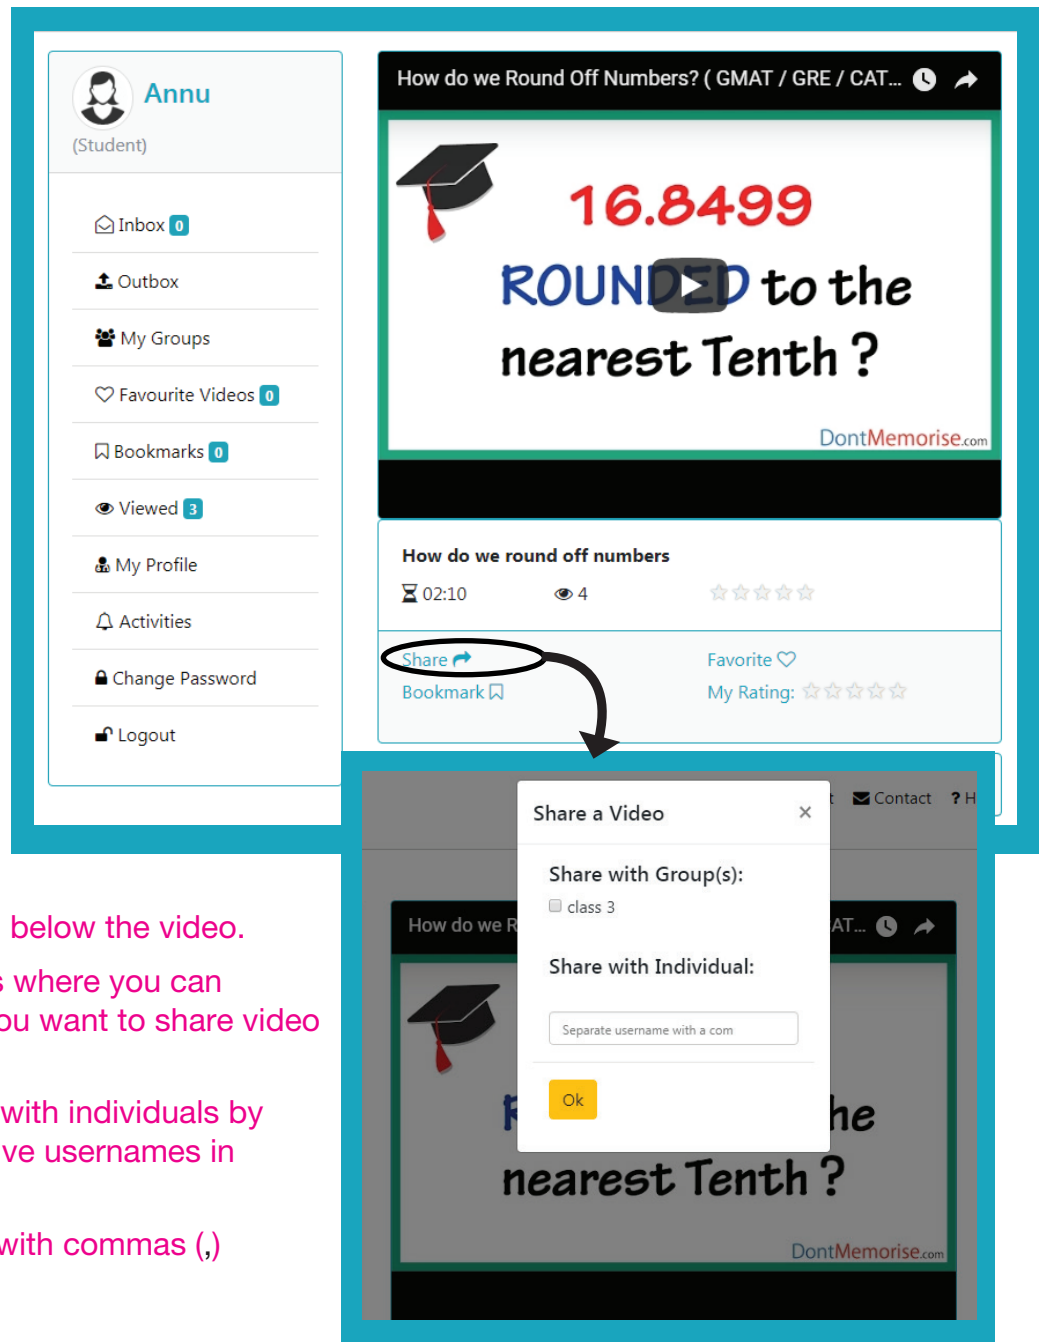 Annu
(Student)
Inbox 0
Outbox
My Groups
Favourite Videos 0
Bookmarks 0
Viewed 3
My Profile
Activities
Change Password
Logout
How do we Round Off Numbers? ( GMAT / GRE / CAT...
16.8499
ROUNDED to the
nearest Tenth ?
DontMemorise.com
How do we round off numbers
02:10 4
Share Favorite
Bookmark My Rating:
Contact ? H
Share a Video ×
Share with Group(s):
class 3
Share with Individual:
Separate username with a com
Ok
How do we R AT...
he
nearest Tenth ?
DontMemorise.com
below the video.
s where you can
ou want to share video
with individuals by
ve usernames in
with commas (,)